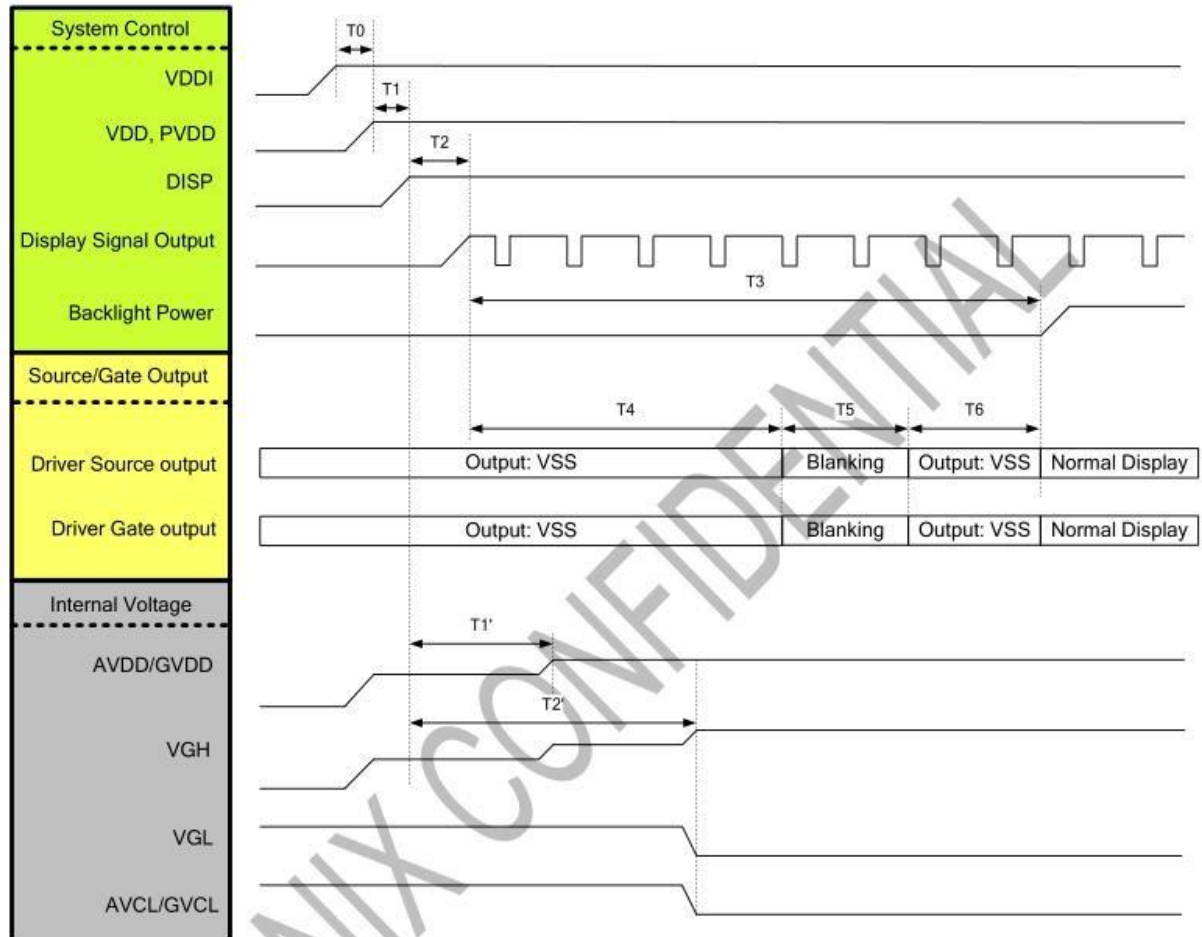 System Control
T0
VDDI
T1
VDD, PVDD
T2
DISP
Display Signal Output
T3
Backlight Power
Source/Gate Output
T4
T5
T6
Driver Source output
Output: VSS
Blanking
Output: VSS
Normal Display
Driver Gate output
Output: VSS
Blanking
Output: VSS
Normal Display
Internal Voltage
T1'
AVDD/GVDD
T2'
VGH
VGL
AVCL/GVCL
NIX CONFIDENTIAL